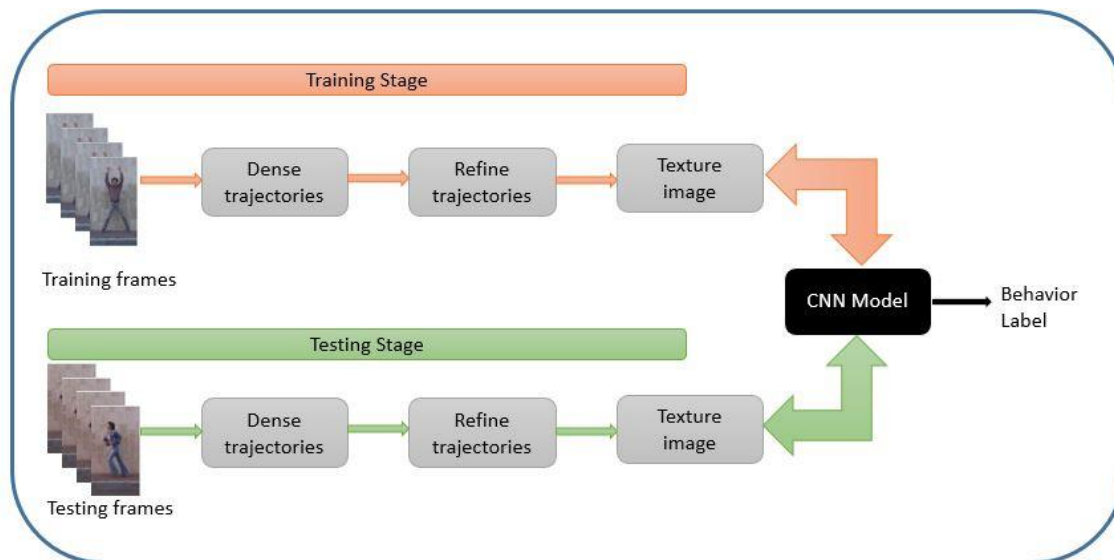 Training Stage
Dense
trajectories
Refine
trajectories
Texture
image
Training frames
CNN Model
Behavior
Label
Testing Stage
Dense
trajectories
Refine
trajectories
Texture
image
Testing frames